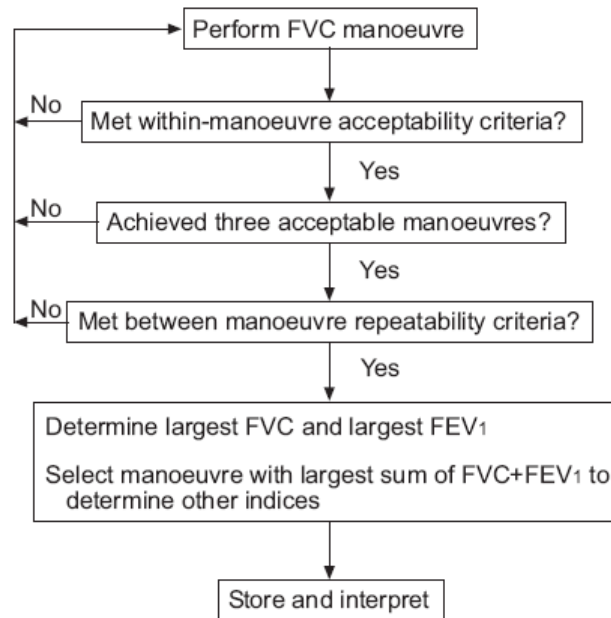 Perform FVC manoeuvre
No
Met within-manoeuvre acceptability criteria?
Yes
No
Achieved three acceptable manoeuvres?
Yes
No
Met between manoeuvre repeatability criteria?
Yes
Determine largest FVC and largest FEV₁
Select manoeuvre with largest sum of FVC+FEV₁ to
determine other indices
Store and interpret